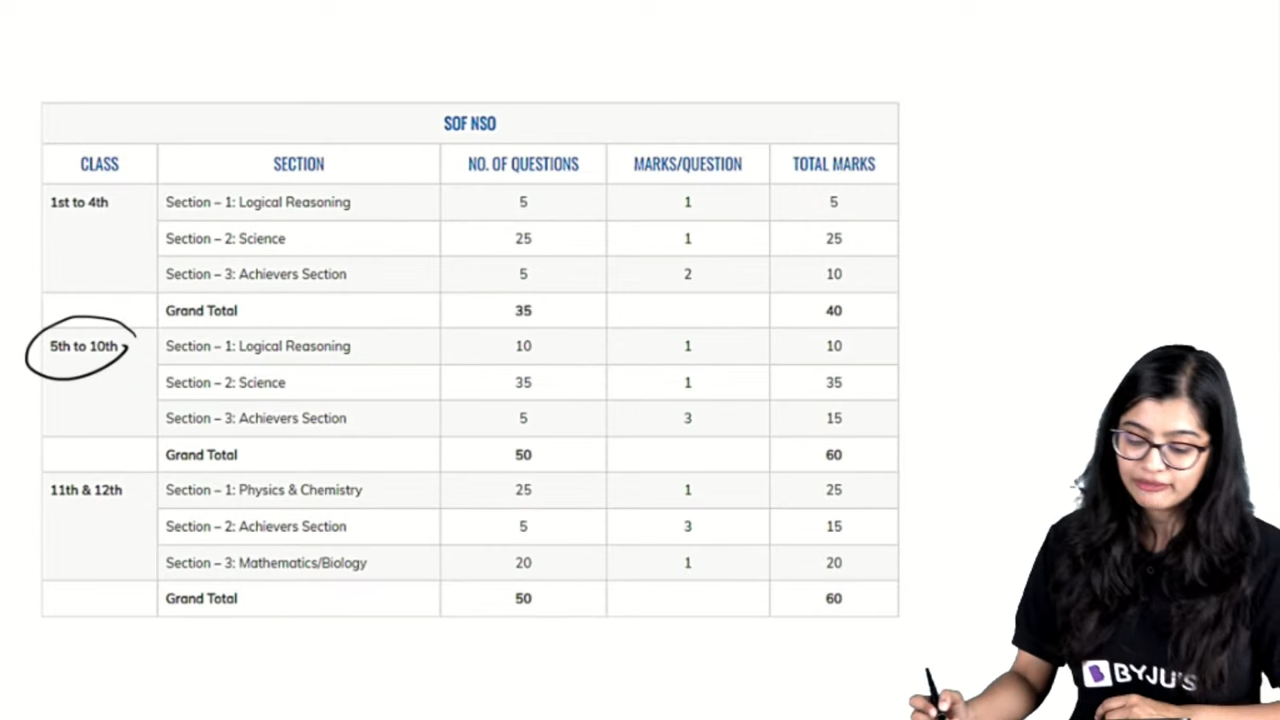 SOF NSO
CLASS SECTION NO. OF QUESTIONS MARKS/QUESTION TOTAL MARKS
1st to 4th Section – 1: Logical Reasoning 5 1 5
Section – 2: Science 25 1 25
Section – 3: Achievers Section 5 2 10
Grand Total 35 40
5th to 10th Section – 1: Logical Reasoning 10 1 10
Section – 2: Science 35 1 35
Section – 3: Achievers Section 5 3 15
Grand Total 50 60
11th & 12th Section – 1: Physics & Chemistry 25 1 25
Section – 2: Achievers Section 5 3 15
Section – 3: Mathematics/Biology 20 1 20
Grand Total 50 60
BYJU'S